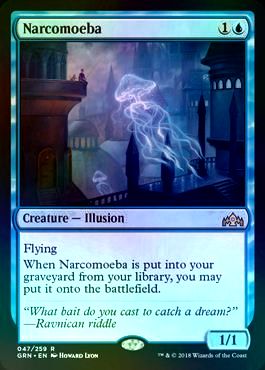 Narcomoeba 1
Creature — Illusion
Flying
When Narcomoeba is put into your
graveyard from your library, you may
put it onto the battlefield.
“What bait do you cast to catch a dream?”
—Ravnican riddle
1/1
047/259 R
GRN • EN Howard Lyon
™ & © 2018 Wizards of the Coast